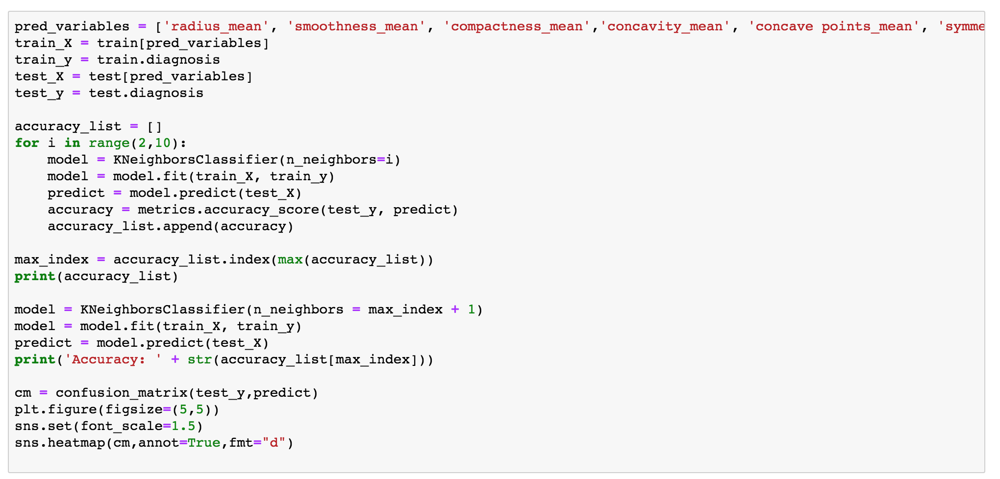 pred_variables = ['radius_mean', 'smoothness_mean', 'compactness_mean','concavity_mean', 'concave points_mean', 'symme
train_X = train[pred_variables]
train_y = train.diagnosis
test_X = test[pred_variables]
test_y = test.diagnosis

accuracy_list = []
for i in range(2,10):
    model = KNeighborsClassifier(n_neighbors=i)
    model = model.fit(train_X, train_y)
    predict = model.predict(test_X)
    accuracy = metrics.accuracy_score(test_y, predict)
    accuracy_list.append(accuracy)

max_index = accuracy_list.index(max(accuracy_list))
print(accuracy_list)

model = KNeighborsClassifier(n_neighbors = max_index + 1)
model = model.fit(train_X, train_y)
predict = model.predict(test_X)
print('Accuracy: ' + str(accuracy_list[max_index]))

cm = confusion_matrix(test_y,predict)
plt.figure(figsize=(5,5))
sns.set(font_scale=1.5)
sns.heatmap(cm,annot=True,fmt="d")